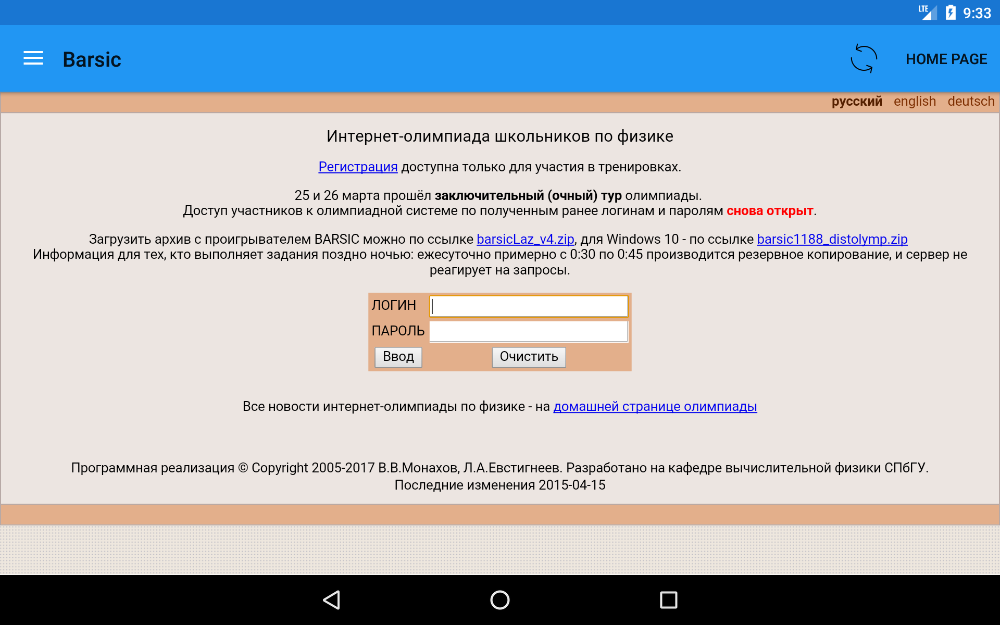 LTE 9:33
Barsic HOME PAGE
русский english deutsch
Интернет-олимпиада школьников по физике
Регистрация доступна только для участия в тренировках.
25 и 26 марта прошёл заключительный (очный) тур олимпиады.
Доступ участников к олимпиадной системе по полученным ранее логинам и паролям снова открыт.
Загрузить архив с проигрывателем BARSIC можно по ссылке barsicLaz_v4.zip, для Windows 10 - по ссылке barsic1188_distolymp.zip
Информация для тех, кто выполняет задания поздно ночью: ежесуточно примерно с 0:30 по 0:45 производится резервное копирование, и сервер не
реагирует на запросы.
ЛОГИН
ПАРОЛЬ
Ввод Очистить
Все новости интернет-олимпиады по физике - на домашней странице олимпиады
Программная реализация © Copyright 2005-2017 В.В.Монахов, Л.А.Евстигнеев. Разработано на кафедре вычислительной физики СПбГУ.
Последние изменения 2015-04-15